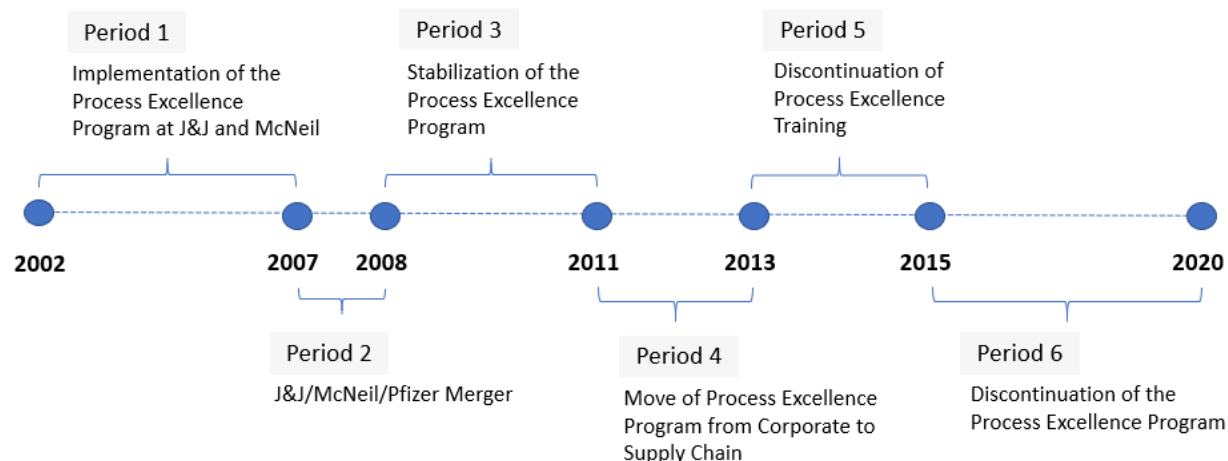 Period 1
Implementation of the
Process Excellence
Program at J&J and McNeil
Period 3
Stabilization of the
Process Excellence
Program
Period 5
Discontinuation of
Process Excellence
Training
2002
2007
2008
2011
2013
2015
2020
Period 2
J&J/McNeil/Pfizer Merger
Period 4
Move of Process Excellence
Program from Corporate to
Supply Chain
Period 6
Discontinuation of the
Process Excellence Program